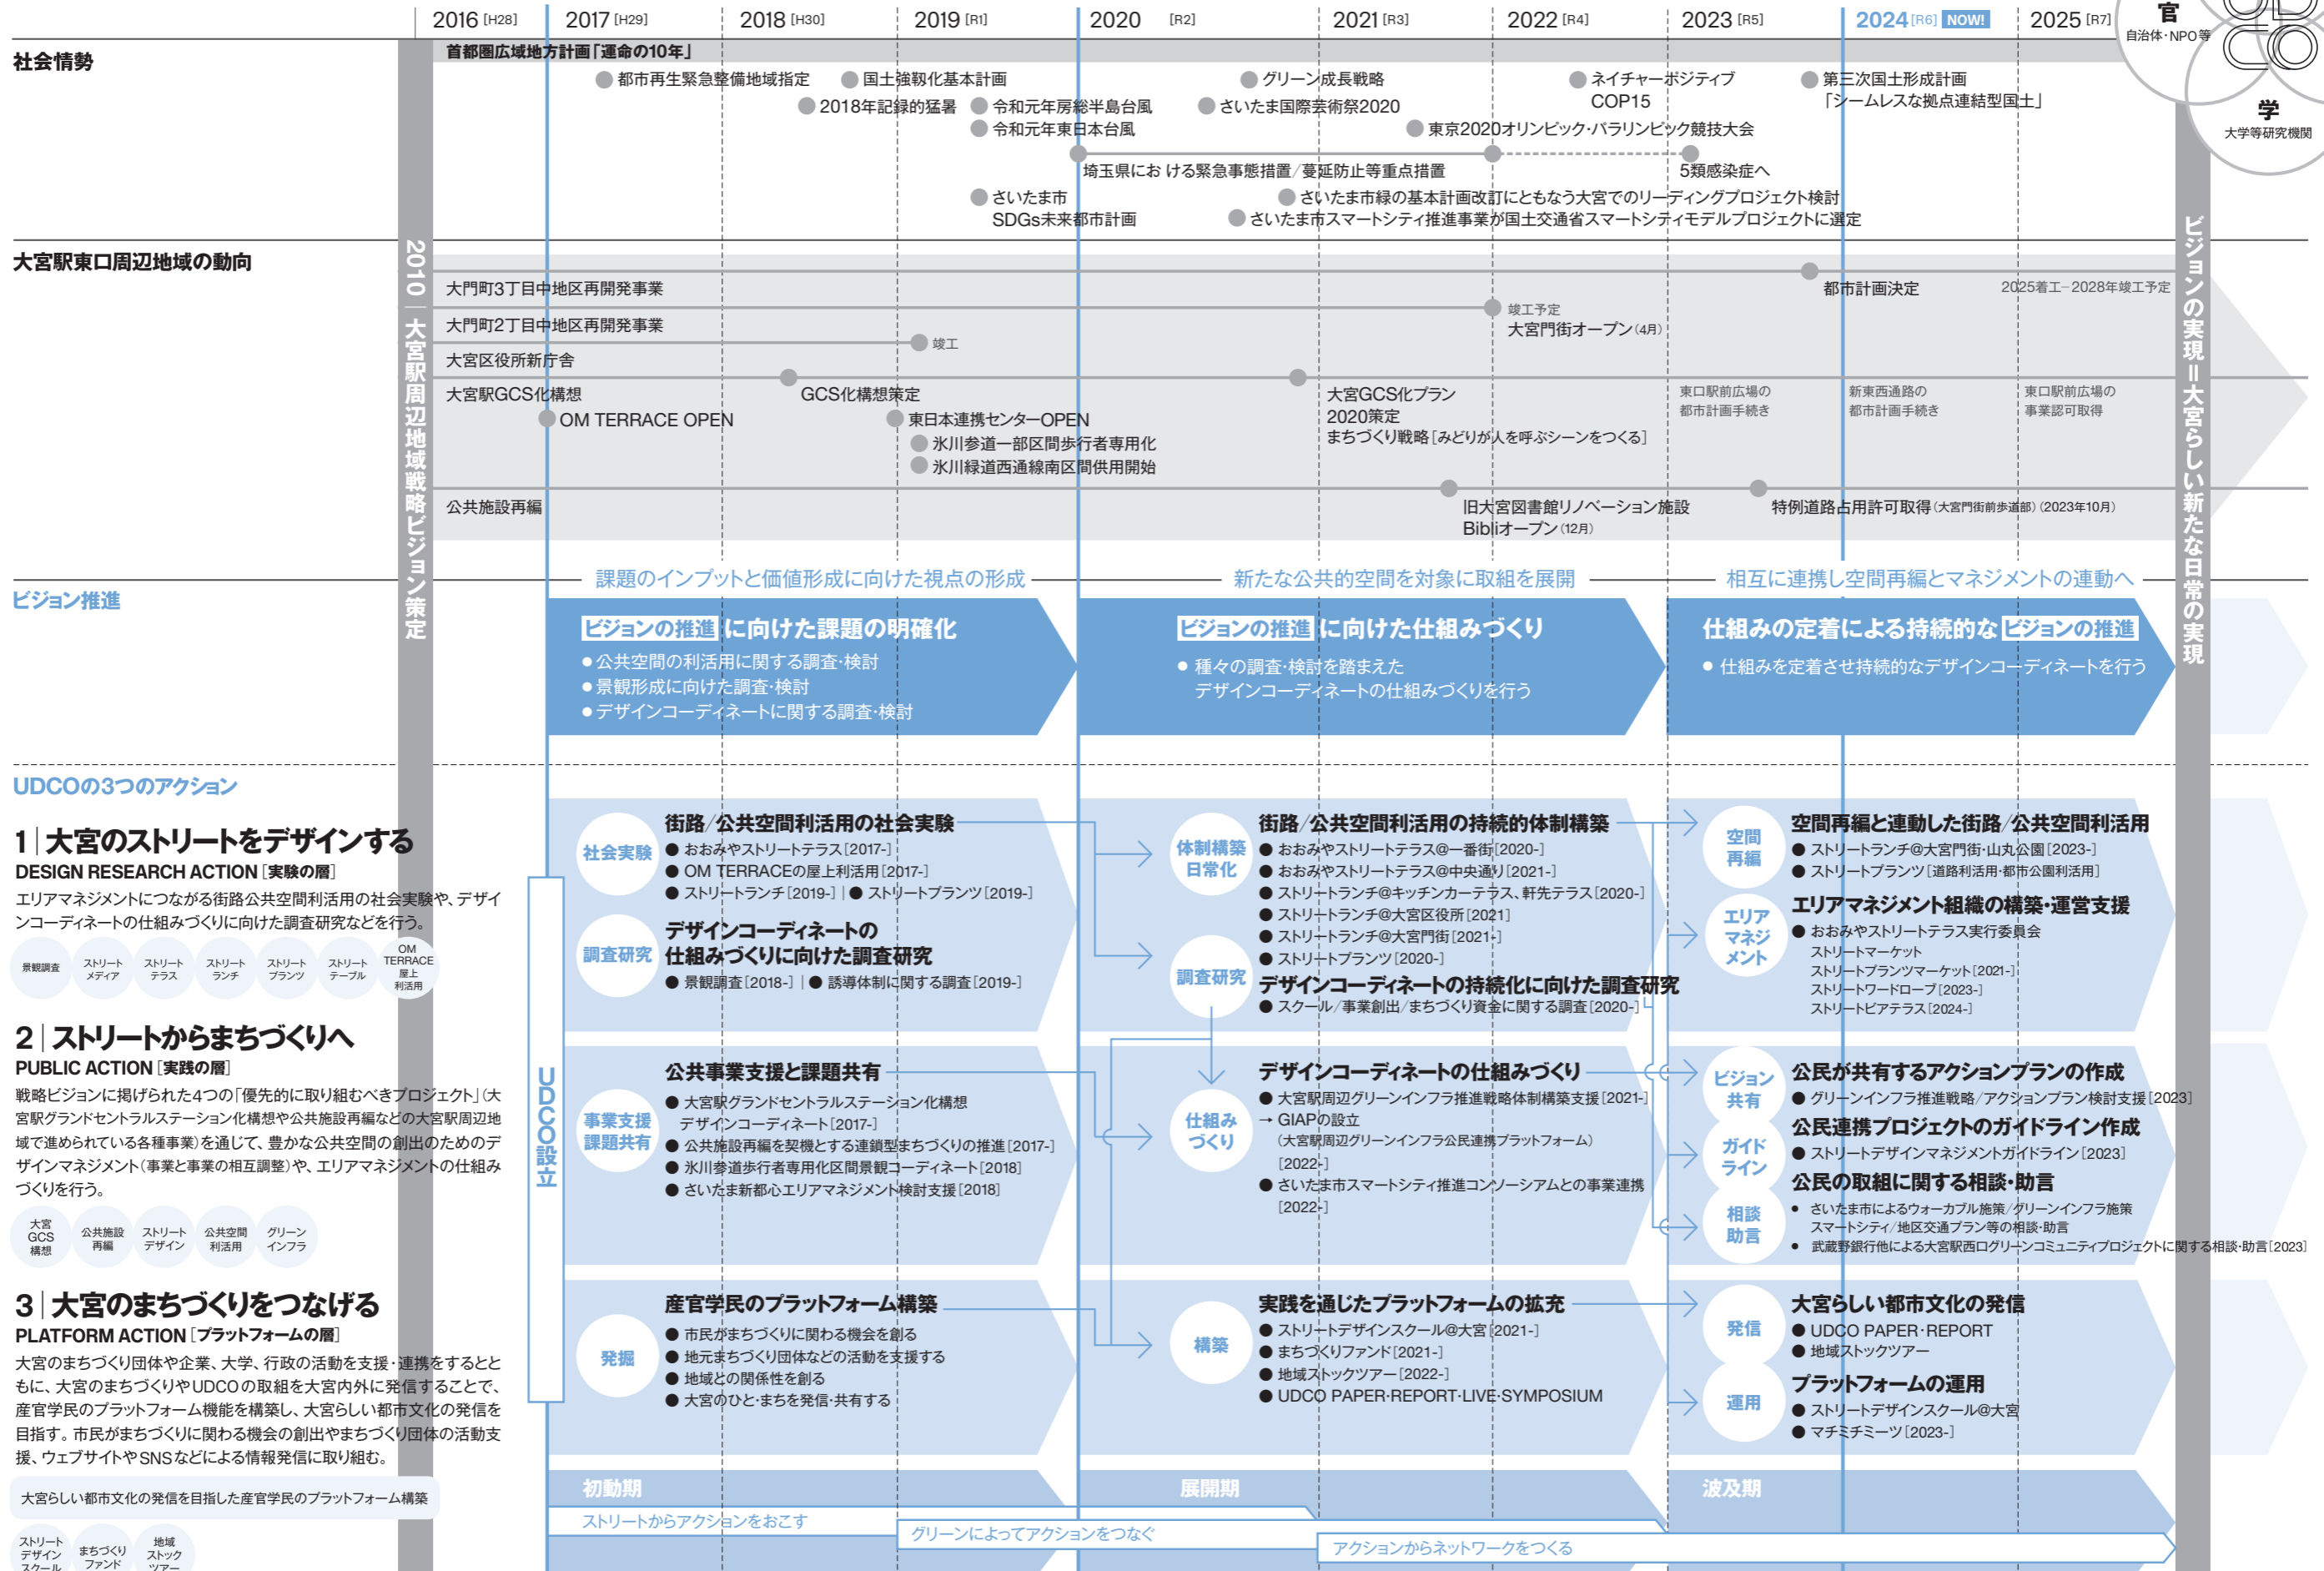 2016 [H28]
2017 [H29]
2018 [H30]
2019 [R1]
2020 [R2]
2021 [R3]
2022 [R4]
2023 [R5]
2024 [R6] NOW!
2025 [R7]
官
自治体・NPO等
学
大学等研究機関
社会情勢
首都圏広域地方計画「運命の10年」
都市再生緊急整備地域指定
国土強靱化基本計画
グリーン成長戦略
ネイチャーポジティブ
COP15
第三次国土形成計画
「シームレスな拠点連結型国土」
2018年記録的猛暑
令和元年房総半島台風
さいたま国際芸術祭2020
令和元年東日本台風
東京2020オリンピック・パラリンピック競技大会
埼玉県における緊急事態措置/蔓延防止等重点措置
5類感染症へ
さいたま市
SDGs未来都市計画
さいたま市緑の基本計画改訂にともなう大宮でのリーディングプロジェクト検討
さいたま市スマートシティ推進事業が国土交通省スマートシティモデルプロジェクトに選定
2010|大宮駅周辺地域戦略ビジョン策定
ビジョンの実現＝大宮らしい新たな日常の実現
大宮駅東口周辺地域の動向
大門町3丁目中地区再開発事業
都市計画決定
2025着工－2028年竣工予定
大門町2丁目中地区再開発事業
竣工予定
大宮門街オープン（4月）
大宮区役所新庁舎
竣工
大宮駅GCS化構想
GCS化構想策定
大宮GCS化プラン
2020策定
まちづくり戦略［みどりが人を呼ぶシーンをつくる］
東口駅前広場の
都市計画手続き
新東西通路の
都市計画手続き
東口駅前広場の
事業認可取得
OM TERRACE OPEN
東日本連携センターOPEN
氷川参道一部区間歩行者専用化
氷川緑道西通線南区間供用開始
公共施設再編
旧大宮図書館リノベーション施設
Bibliオープン（12月）
特例道路占用許可取得（大宮門街前歩道部）（2023年10月）
ビジョン推進
課題のインプットと価値形成に向けた視点の形成
新たな公共的空間を対象に取組を展開
相互に連携し空間再編とマネジメントの連動へ
ビジョンの推進 に向けた課題の明確化
● 公共空間の利活用に関する調査・検討
● 景観形成に向けた調査・検討
● デザインコーディネートに関する調査・検討
ビジョンの推進 に向けた仕組みづくり
● 種々の調査・検討を踏まえた
デザインコーディネートの仕組みづくりを行う
仕組みの定着による持続的な ビジョンの推進
● 仕組みを定着させ持続的なデザインコーディネートを行う
UDCOの3つのアクション
1｜大宮のストリートをデザインする
DESIGN RESEARCH ACTION［実験の層］
エリアマネジメントにつながる街路公共空間利活用の社会実験や、デザイ
ンコーディネートの仕組みづくりに向けた調査研究などを行う。
景観調査
ストリート
メディア
ストリート
テラス
ストリート
ランチ
ストリート
プランツ
ストリート
テーブル
OM
TERRACE
屋上
利活用
2｜ストリートからまちづくりへ
PUBLIC ACTION［実践の層］
戦略ビジョンに掲げられた4つの「優先的に取り組むべきプロジェクト」（大
宮駅グランドセントラルステーション化構想や公共施設再編などの大宮駅周辺地
域で進められている各種事業）を通じて、豊かな公共空間の創出のためのデ
ザインマネジメント（事業と事業の相互調整）や、エリアマネジメントの仕組み
づくりを行う。
大宮
GCS
構想
公共施設
再編
ストリート
デザイン
公共空間
利活用
グリーン
インフラ
3｜大宮のまちづくりをつなげる
PLATFORM ACTION［プラットフォームの層］
大宮のまちづくり団体や企業、大学、行政の活動を支援・連携をするとと
もに、大宮のまちづくりやUDCOの取組を大宮内外に発信することで、
産官学民のプラットフォーム機能を構築し、大宮らしい都市文化の発信を
目指す。市民がまちづくりに関わる機会の創出やまちづくり団体の活動支
援、ウェブサイトやSNSなどによる情報発信に取り組む。
大宮らしい都市文化の発信を目指した産官学民のプラットフォーム構築
ストリート
デザイン
スクール
まちづくり
ファンド
地域
ストック
ツアー
UDCO設立
社会実験
街路/公共空間利活用の社会実験
● おおみやストリートテラス［2017-］
● OM TERRACEの屋上利活用［2017-］
● ストリートランチ［2019-］｜● ストリートプランツ［2019-］
調査研究
デザインコーディネートの
仕組みづくりに向けた調査研究
● 景観調査［2018-］｜● 誘導体制に関する調査［2019-］
体制構築
日常化
街路/公共空間利活用の持続的体制構築
● おおみやストリートテラス@一番街［2020-］
● おおみやストリートテラス@中央通り［2021-］
● ストリートランチ@キッチンカーテラス、軒先テラス［2020-］
● ストリートランチ@大宮区役所［2021］
● ストリートランチ@大宮門街［2021-］
● ストリートプランツ［2020-］
調査研究
デザインコーディネートの持続化に向けた調査研究
● スクール/事業創出/まちづくり資金に関する調査［2020-］
空間
再編
空間再編と連動した街路/公共空間利活用
● ストリートランチ@大宮門街・山丸公園［2023-］
● ストリートプランツ［道路利活用・都市公園利活用］
エリア
マネジ
メント
エリアマネジメント組織の構築・運営支援
● おおみやストリートテラス実行委員会
ストリートマーケット
ストリートプランツマーケット［2021-］
ストリートワードローブ［2023-］
ストリートビアテラス［2024-］
事業支援
課題共有
公共事業支援と課題共有
● 大宮駅グランドセントラルステーション化構想
デザインコーディネート［2017-］
● 公共施設再編を契機とする連鎖型まちづくりの推進［2017-］
● 氷川参道歩行者専用化区間景観コーディネート［2018］
● さいたま新都心エリアマネジメント検討支援［2018］
仕組み
づくり
デザインコーディネートの仕組みづくり
● 大宮駅周辺グリーンインフラ推進戦略体制構築支援［2021-］
→ GIAPの設立
（大宮駅周辺グリーンインフラ公民連携プラットフォーム）
［2022-］
● さいたま市スマートシティ推進コンソーシアムとの事業連携
［2022-］
ビジョン
共有
公民が共有するアクションプランの作成
● グリーンインフラ推進戦略/アクションプラン検討支援［2023］
ガイド
ライン
公民連携プロジェクトのガイドライン作成
● ストリートデザインマネジメントガイドライン［2023］
相談
助言
公民の取組に関する相談・助言
● さいたま市によるウォーカブル施策/グリーンインフラ施策
スマートシティ/地区交通プラン等の相談・助言
● 武蔵野銀行他による大宮駅西口グリーンコミュニティプロジェクトに関する相談・助言［2023］
発掘
産官学民のプラットフォーム構築
● 市民がまちづくりに関わる機会を創る
● 地元まちづくり団体などの活動を支援する
● 地域との関係性を創る
● 大宮のひと・まちを発信・共有する
構築
実践を通じたプラットフォームの拡充
● ストリートデザインスクール@大宮［2021-］
● まちづくりファンド［2021-］
● 地域ストックツアー［2022-］
● UDCO PAPER・REPORT・LIVE・SYMPOSIUM
発信
大宮らしい都市文化の発信
● UDCO PAPER・REPORT
● 地域ストックツアー
運用
プラットフォームの運用
● ストリートデザインスクール@大宮
● マチミチミーツ［2023-］
初動期
展開期
波及期
ストリートからアクションをおこす
グリーンによってアクションをつなぐ
アクションからネットワークをつくる